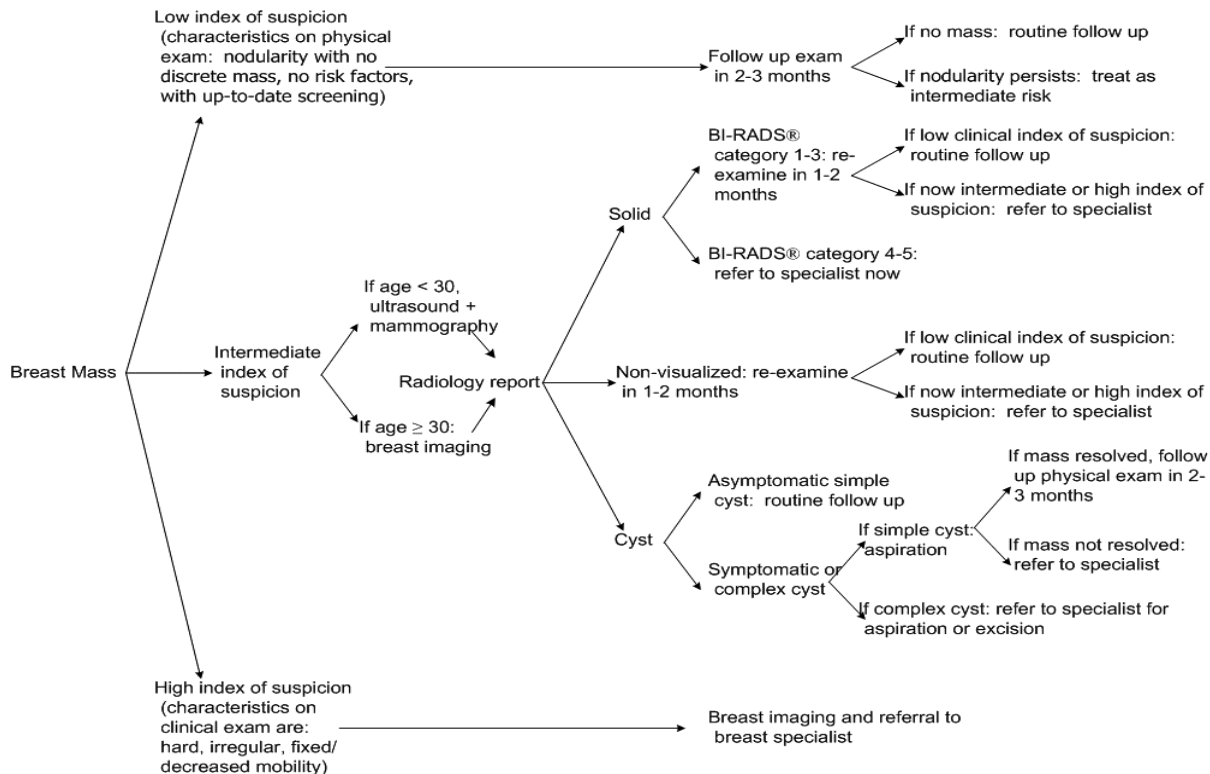 Low index of suspicion
(characteristics on physical
exam: nodularity with no
discrete mass, no risk factors,
with up-to-date screening)
Follow up exam
in 2-3 months
If no mass: routine follow up
If nodularity persists: treat as
intermediate risk
BI-RADS®
category 1-3: re-
examine in 1-2
months
If low clinical index of suspicion:
routine follow up
If now intermediate or high index of
suspicion: refer to specialist
Solid
BI-RADS® category 4-5:
refer to specialist now
If age < 30,
ultrasound +
mammography
Breast Mass
Intermediate
index of
suspicion
Radiology report
If age ≥ 30:
breast imaging
Non-visualized: re-examine
in 1-2 months
If low clinical index of suspicion:
routine follow up
If now intermediate or high index of
suspicion: refer to specialist
Cyst
Asymptomatic simple
cyst: routine follow up
Symptomatic or
complex cyst
If simple cyst:
aspiration
If mass resolved, follow
up physical exam in 2-
3 months
If mass not resolved:
refer to specialist
If complex cyst: refer to specialist for
aspiration or excision
High index of suspicion
(characteristics on
clinical exam are:
hard, irregular, fixed/
decreased mobility)
Breast imaging and referral to
breast specialist